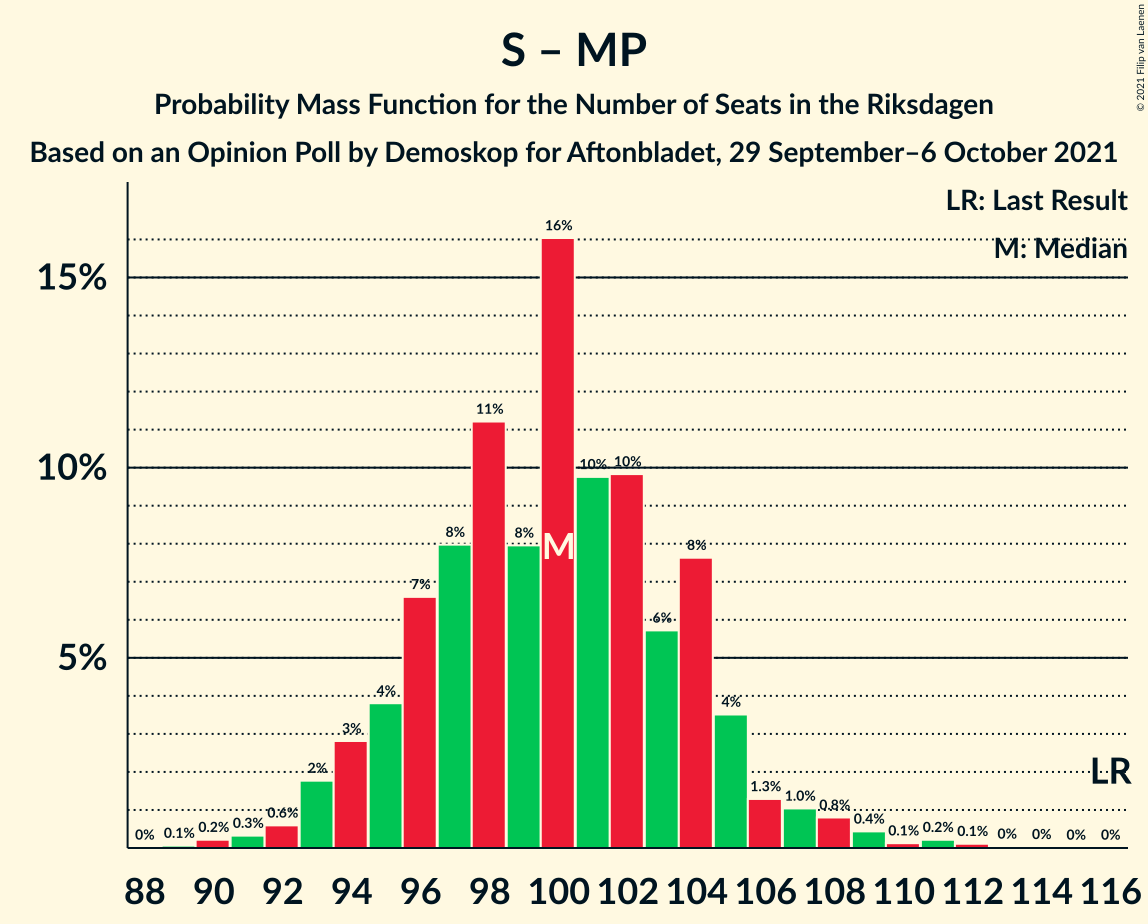 S – MP
Probability Mass Function for the Number of Seats in the Riksdagen
Based on an Opinion Poll by Demoskop for Aftonbladet, 29 September–6 October 2021
© 2021 Filip van Laenen
LR: Last Result
M: Median
15%
10%
5%
0% 0.1% 0.2% 0.3% 0.6% 2% 3% 4% 7% 8% 11% 8% 16% 10% 10% 6% 8% 4% 1.3% 1.0% 0.8% 0.4% 0.1% 0.2% 0.1% 0% 0% 0% 0%
M
LR
88 90 92 94 96 98 100 102 104 106 108 110 112 114 116